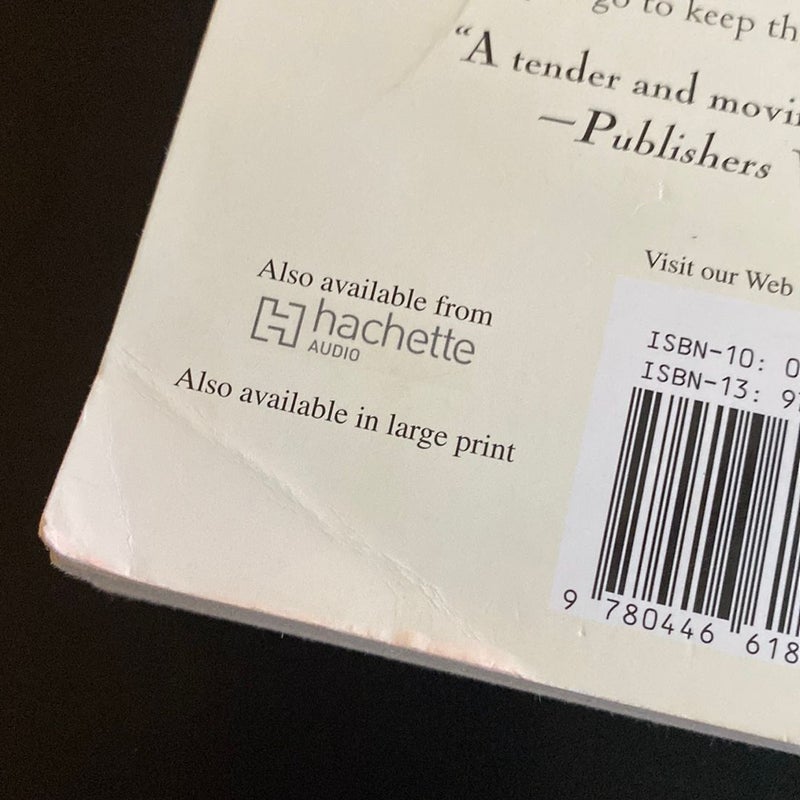 go to keep th
“A tender and movin
—Publishers
Also available from
hachette
AUDIO
Also available in large print
Visit our Web
ISBN-10: 0
ISBN-13: 9
9 780446 618